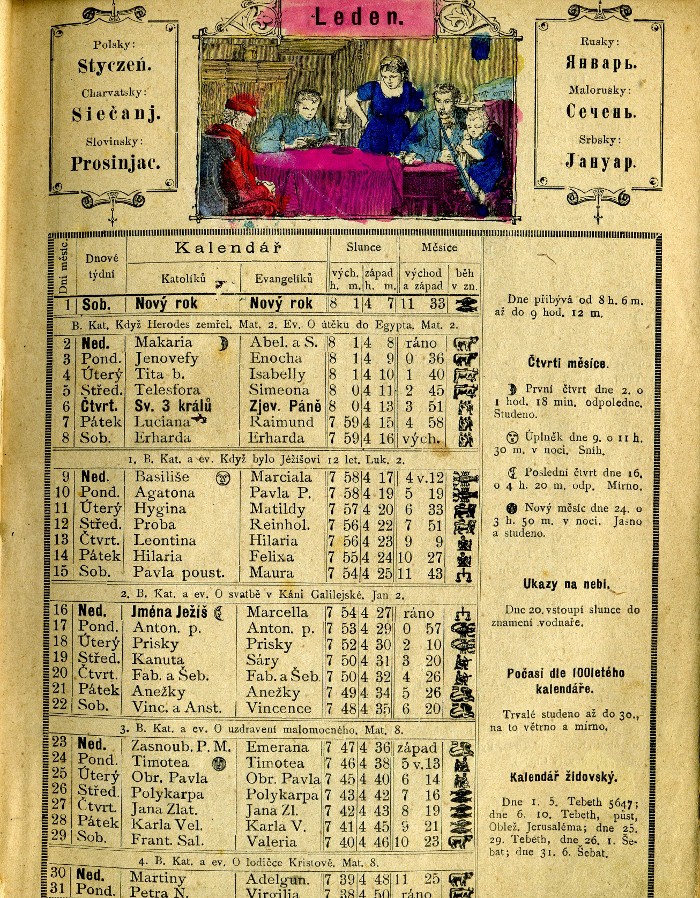 Leden.
Polsky:
Styczeń.
Charvatsky:
Siečanj.
Slovinsky:
Prosinjac.
Rusky:
Январь.
Malorusky:
Сечень.
Srbsky:
Јануар.
Dni měsíc.
Dnové týdní
Kalendář
Slunce
Měsíce
Katolíků
Evangelíků
vých. h. m.
západ h. m.
východ a západ
běh v zn.
1 Sob. Nový rok Nový rok 8 1 4 7 11 33
B. Kat. Když Herodes zemřel, Mat. 2. Ev. O útěku do Egypta, Mat. 2.
2 Ned. Makaria Abel. a S. 8 1 4 8 ráno
3 Pond. Jenovefy Enocha 8 1 4 9 0 36
4 Úterý Tita b. Isabelly 8 1 4 10 1 40
5 Střed. Telesfora Simeona 8 0 4 11 2 45
6 Čtvrt. Sv. 3 králů Zjev. Páně 8 0 4 13 3 51
7 Pátek Luciana Raimund 7 59 4 15 4 58
8 Sob. Erharda Erharda 7 59 4 16 vých.
1. B. Kat. a ev. Když bylo Ježíšovi 12 let. Luk. 2.
9 Ned. Basiliše Marciala 7 58 4 17 4 v. 12
10 Pond. Agatona Pavla P. 7 58 4 19 5 19
11 Úterý Hygina Matildy 7 57 4 20 6 33
12 Střed. Proba Reinhol. 7 56 4 22 7 51
13 Čtvrt. Leontina Hilaria 7 56 4 23 9 9
14 Pátek Hilaria Felixa 7 55 4 24 10 27
15 Sob. Pavla poust. Maura 7 54 4 25 11 43
2. B. Kat. a ev. O svatbě v Káni Galilejské, Jan 2.
16 Ned. Jména Ježíš Marcella 7 54 4 27 ráno
17 Pond. Anton. p. Anton. p. 7 53 4 29 0 57
18 Úterý Prisky Prisky 7 52 4 30 2 10
19 Střed. Kanuta Sáry 7 50 4 31 3 20
20 Čtvrt. Fab. a Šeb. Fab. a Šeb. 7 50 4 32 4 26
21 Pátek Anežky Anežky 7 49 4 34 5 26
22 Sob. Vinc. a Anst. Vincence 7 48 4 35 6 20
3. B. Kat. a ev. O uzdravení malomocného, Mat. 8.
23 Ned. Zasnoub. P. M. Emerana 7 47 4 36 západ
24 Pond. Timotea Timotea 7 46 4 38 5 v. 13
25 Úterý Obr. Pavla Obr. Pavla 7 45 4 40 6 14
26 Střed. Polykarpa Polykarpa 7 43 4 42 7 16
27 Čtvrt. Jana Zlat. Jana Zl. 7 42 4 43 8 19
28 Pátek Karla Vel. Karla V. 7 41 4 45 9 21
29 Sob. Frant. Sal. Valeria 7 40 4 46 10 23
4. B. Kat. a ev. O lodičce Kristově, Mat. 8.
30 Ned. Martiny Adelgun. 7 39 4 48 11 25
31 Pond. Petra N. Virgilia 7 38 4 50 ráno
Dne přibývá od 8 h. 6 m.
až do 9 hod. 12 m.
Čtvrti měsíce.
První čtvrt dne 2. o
1 hod. 18 min. odpoledne.
Studeno.
Úplněk dne 9. o 11 h.
30 m. v noci. Sníh.
Poslední čtvrt dne 16.
o 4 h. 20 m. odp. Mírno.
Nový měsíc dne 24. o
3 h. 50 m. v noci. Jasno
a studeno.
Ukazy na nebi.
Dne 20. vstoupí slunce do
znamení vodnaře.
Počasí dle 100letého
kalendáře.
Trvalé studeno až do 30.,
na to větrno a mírno.
Kalendář židovský.
Dne 1. 5. Tebeth 5647;
dne 6. 10. Tebeth, půst,
Oblež. Jerusaléma; dne 25.
29. Tebeth, dne 26. 1. Še-
bat; dne 31. 6. Šebat.